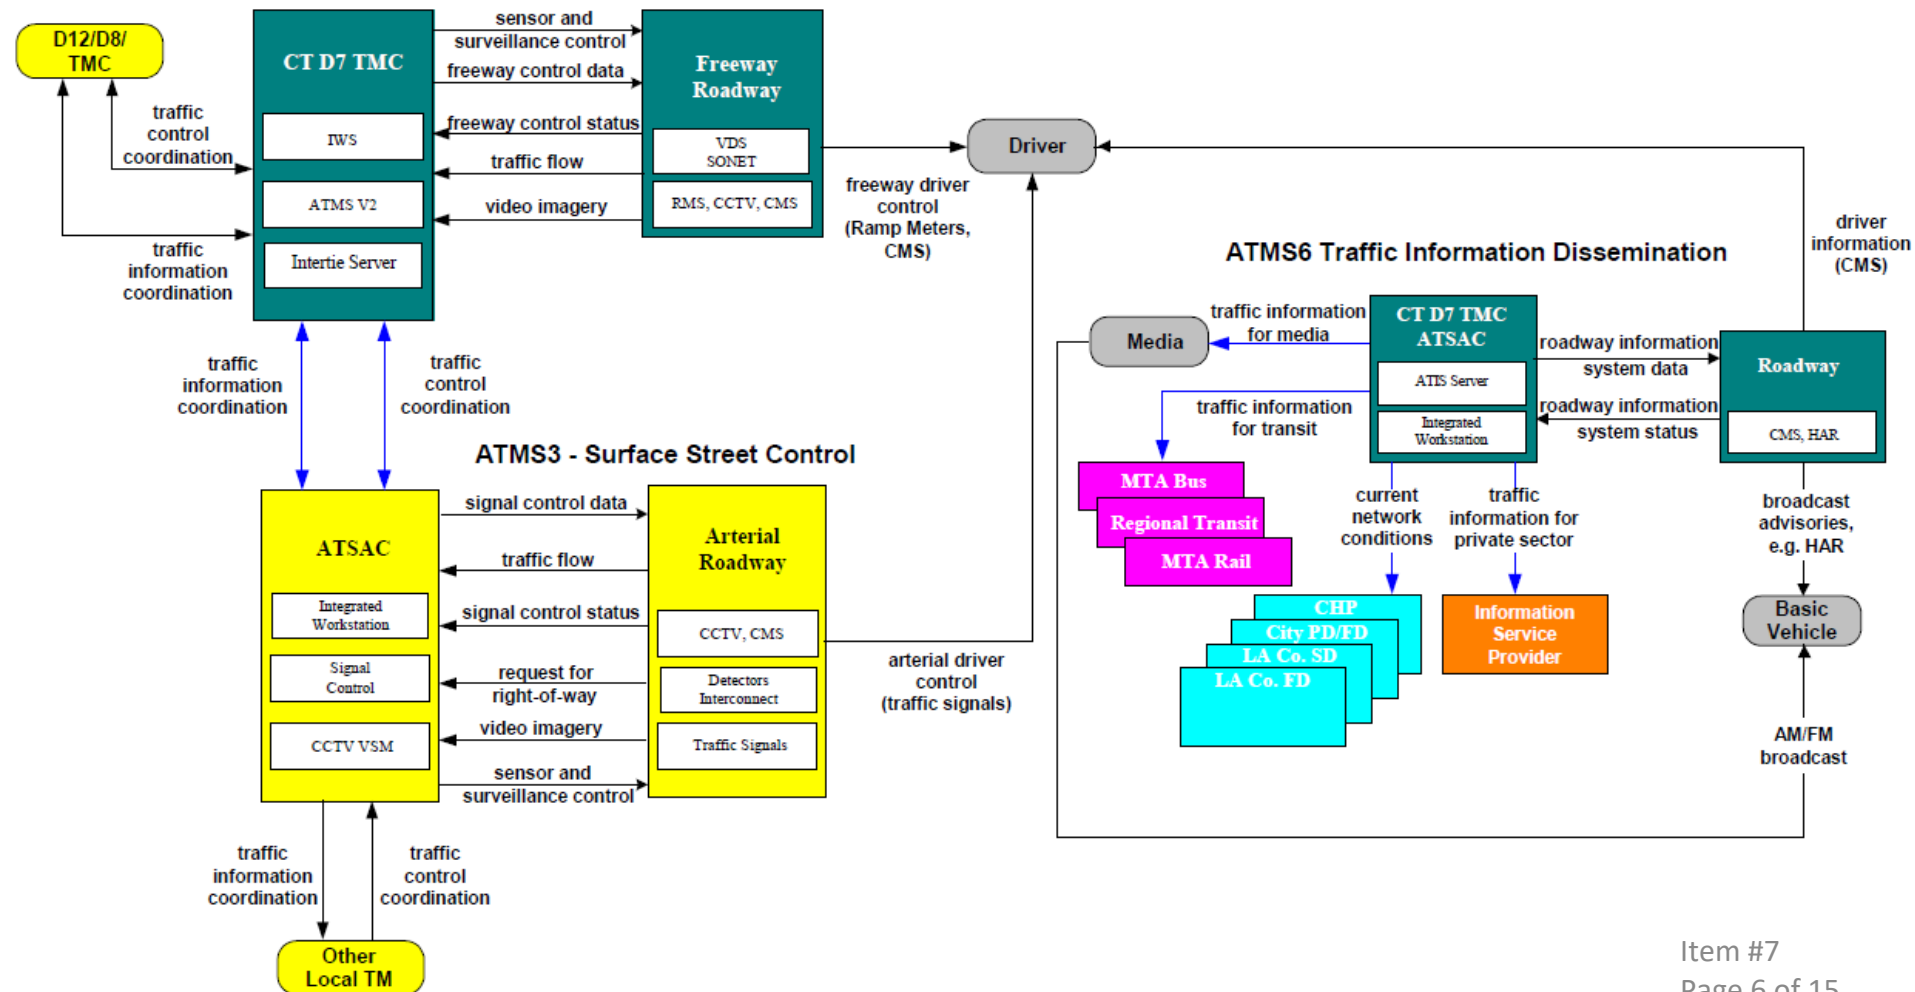 D12/D8/
TMC
traffic
control
coordination
traffic
information
coordination
CT D7 TMC
IWS
ATMS V2
Intertie Server
sensor and
surveillance control
freeway control data
freeway control status
traffic flow
video imagery
Freeway
Roadway
VDS
SONET
RMS, CCTV, CMS
freeway driver
control
(Ramp Meters,
CMS)
Driver
driver
information
(CMS)
traffic
information
coordination
traffic
control
coordination
ATMS3 - Surface Street Control
ATSAC
Integrated
Workstation
Signal
Control
CCTV VSM
signal control data
traffic flow
signal control status
request for
right-of-way
video imagery
sensor and
surveillance control
Arterial
Roadway
CCTV, CMS
Detectors
Interconnect
Traffic Signals
arterial driver
control
(traffic signals)
traffic
information
coordination
traffic
control
coordination
Other
Local TM
ATMS6 Traffic Information Dissemination
Media
traffic information
for media
traffic information
for transit
CT D7 TMC
ATSAC
ATIS Server
Integrated
Workstation
roadway information
system data
roadway information
system status
Roadway
CMS, HAR
MTA Bus
Regional Transit
MTA Rail
current
network
conditions
traffic
information for
private sector
broadcast
advisories,
e.g. HAR
CHP
City PD/FD
LA Co. SD
LA Co. FD
Information
Service
Provider
Basic
Vehicle
AM/FM
broadcast
Item #7
Page 6 of 15